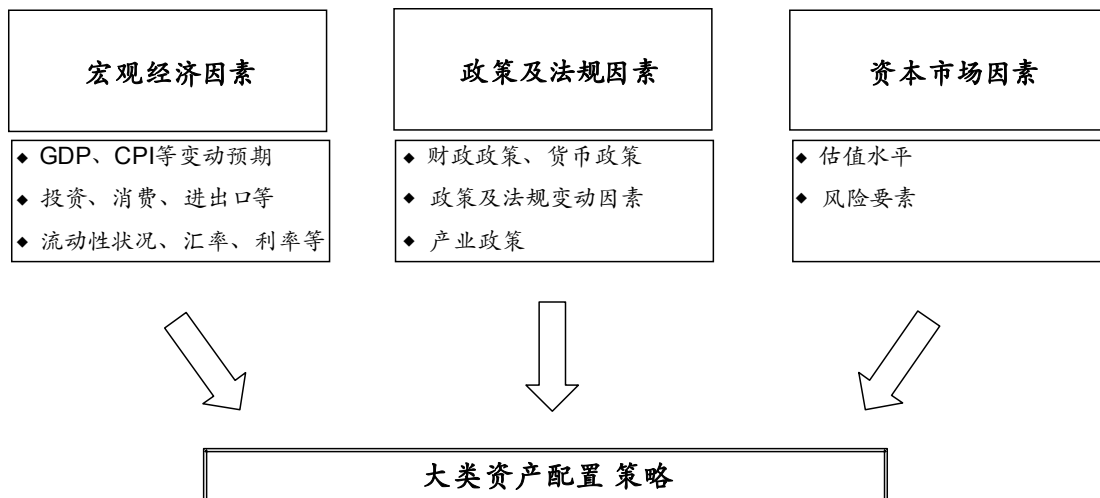 宏观经济因素
◆ GDP、CPI等变动预期
◆ 投资、消费、进出口等
◆ 流动性状况、汇率、利率等
政策及法规因素
◆ 财政政策、货币政策
◆ 政策及法规变动因素
◆ 产业政策
资本市场因素
◆ 估值水平
◆ 风险要素
大类资产配置 策略